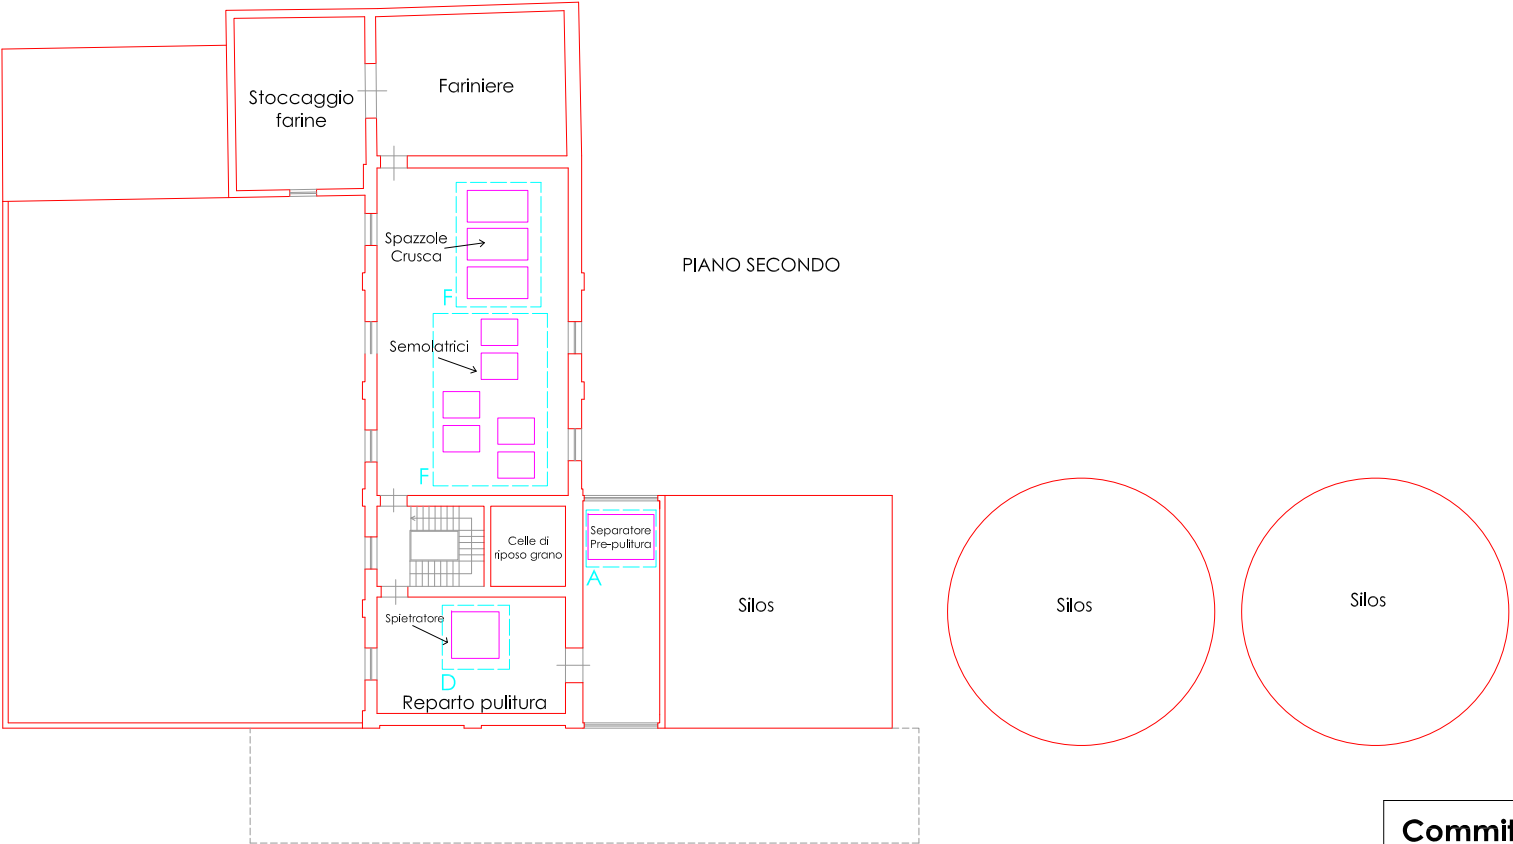 Fariniere
Stoccaggio
farine
Spazzole
Crusca
PIANO SECONDO
F
Semolatrici
F
Separatore
Pre-pulitura
Celle di
riposo grano
A
Silos
Silos
Silos
Spietratore
D
Reparto pulitura